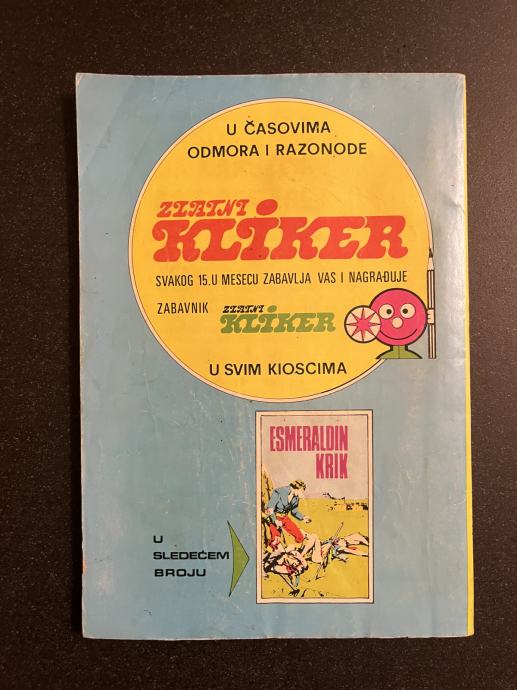 U ČASOVIMA
ODMORA I RAZONODE
ZLATNI
KLIKER
SVAKOG 15. U MESECU ZABAVLJA VAS I NAGRAĐUJE
ZABAVNIK ZLATNI
KLIKER
U SVIM KIOSCIMA
ESMERALDIN
KRIK
U
SLEDEĆEM
BROJU